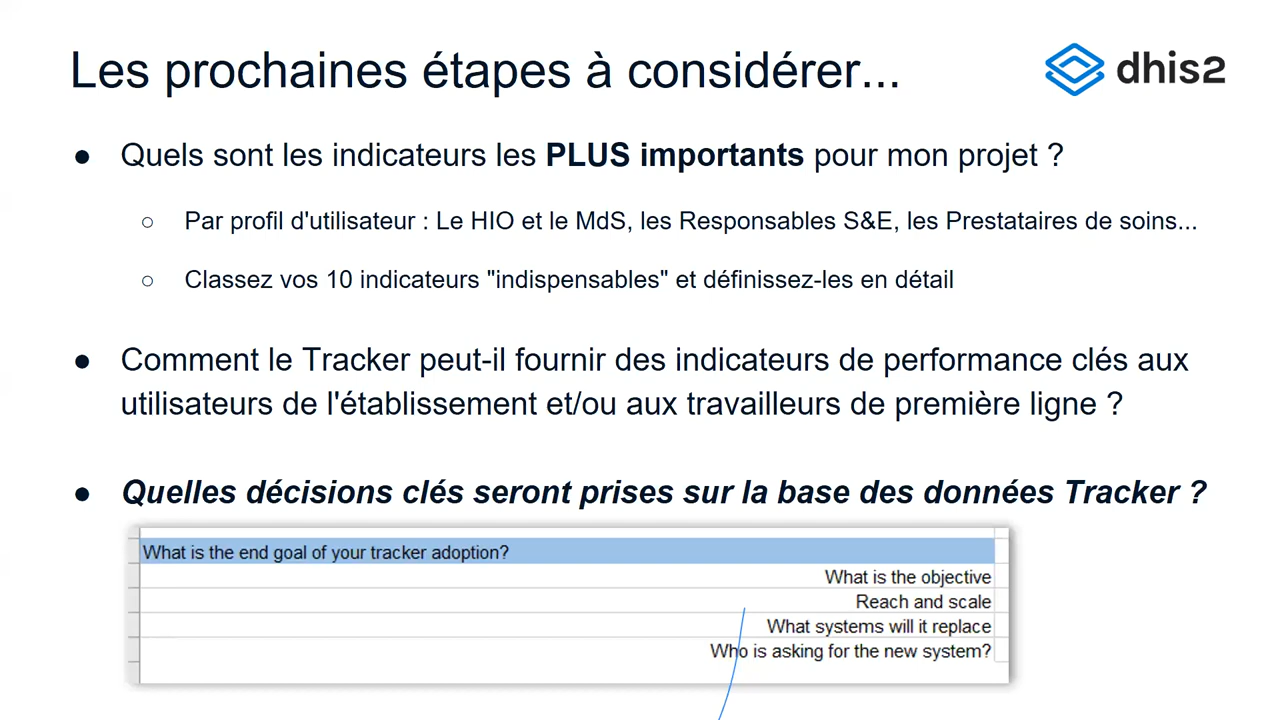 Les prochaines étapes à considérer...
dhis2
● Quels sont les indicateurs les PLUS importants pour mon projet ?
○ Par profil d'utilisateur : Le HIO et le MdS, les Responsables S&E, les Prestataires de soins...
○ Classez vos 10 indicateurs "indispensables" et définissez-les en détail
● Comment le Tracker peut-il fournir des indicateurs de performance clés aux
utilisateurs de l'établissement et/ou aux travailleurs de première ligne ?
● Quelles décisions clés seront prises sur la base des données Tracker ?
What is the end goal of your tracker adoption?
What is the objective
Reach and scale
What systems will it replace
Who is asking for the new system?